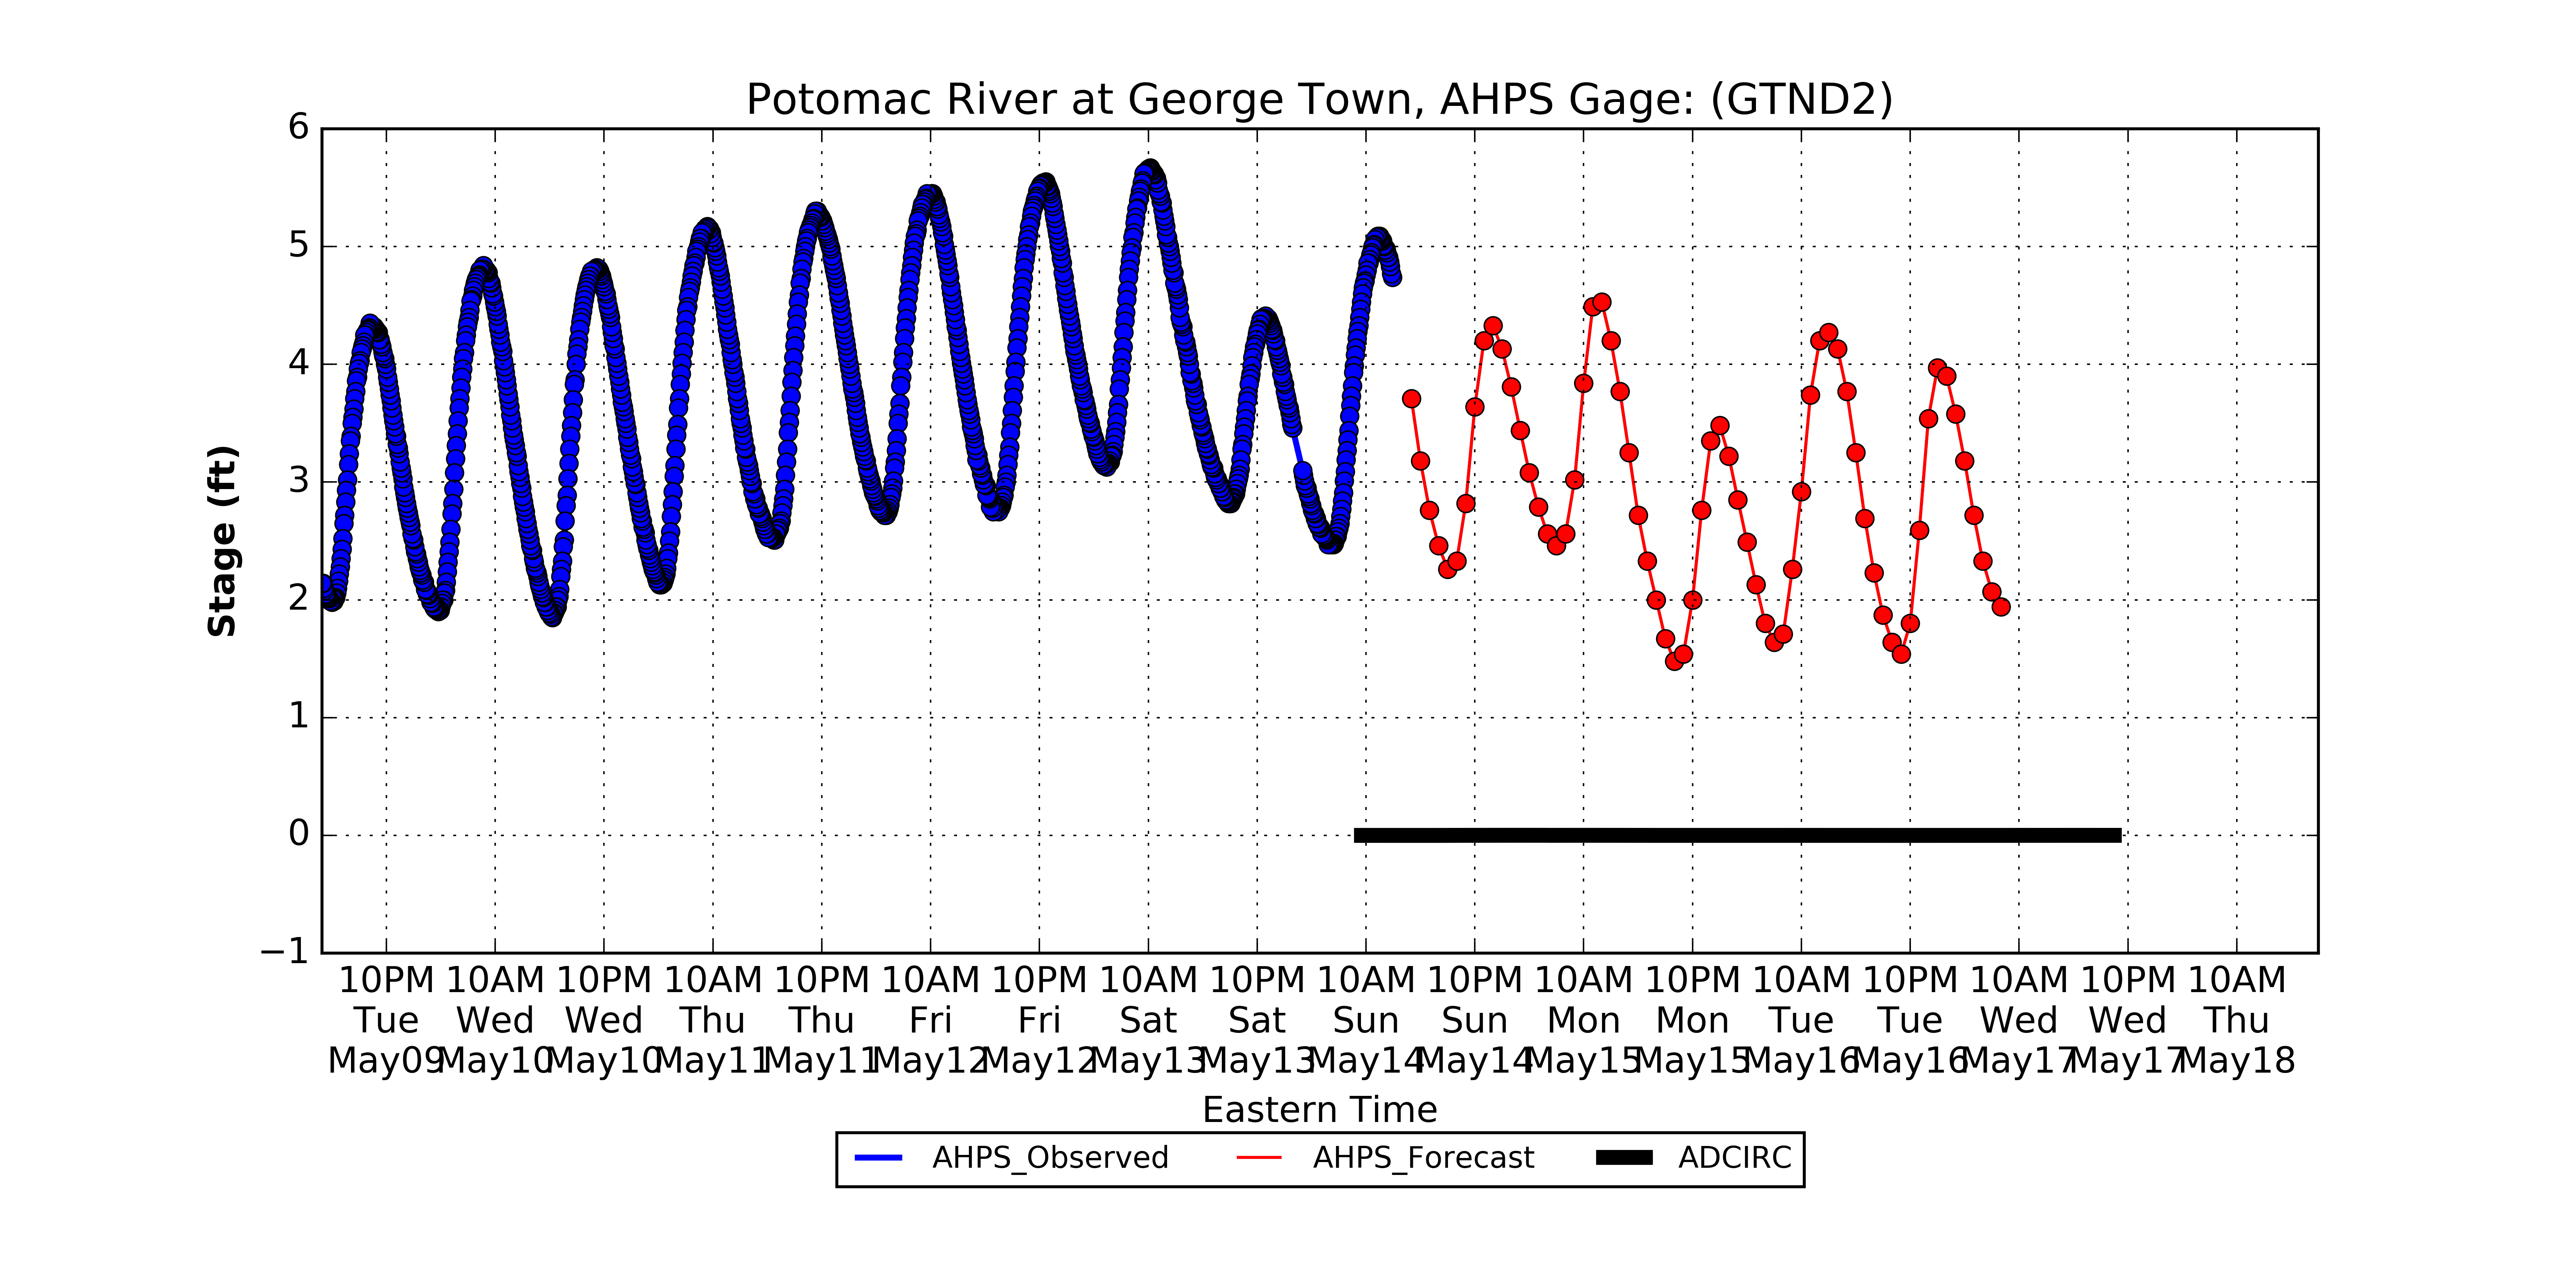 Potomac River at George Town, AHPS Gage: (GTND2)
6
5
4
3
2
1
0
−1
Stage (ft)
10PM 10AM 10PM 10AM 10PM 10AM 10PM 10AM 10PM 10AM 10PM 10AM 10PM 10AM 10PM 10AM 10PM 10AM
Tue Wed Wed Thu Thu Fri Fri Sat Sat Sun Sun Mon Mon Tue Tue Wed Wed Thu
May09 May10 May10 May11 May11 May12 May12 May13 May13 May14 May14 May15 May15 May16 May16 May17 May17 May18
Eastern Time
AHPS_Observed AHPS_Forecast ADCIRC